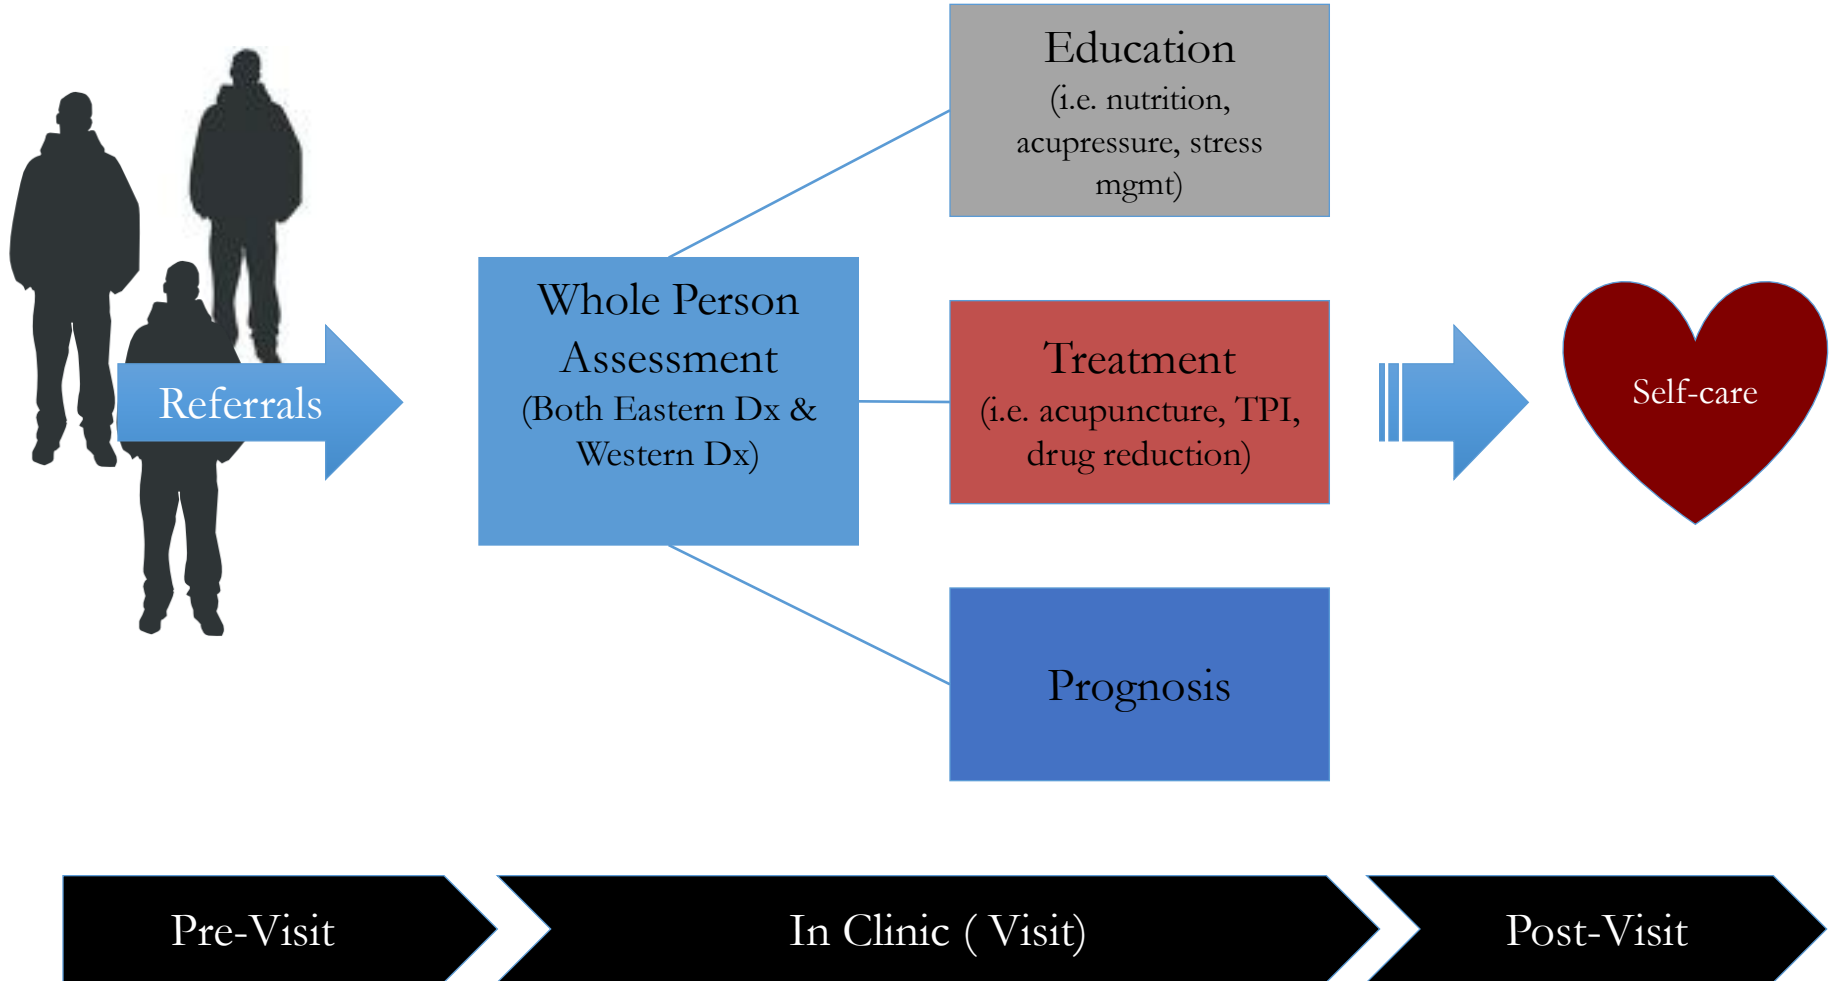 Referrals
Whole Person
Assessment
(Both Eastern Dx &
Western Dx)
Education
(i.e. nutrition,
acupressure, stress
mgmt)
Treatment
(i.e. acupuncture, TPI,
drug reduction)
Prognosis
Self-care
Pre-Visit
In Clinic ( Visit)
Post-Visit